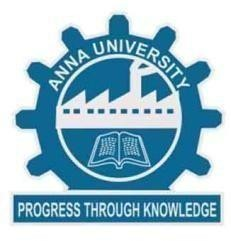 ANNA UNIVERSITY
PROGRESS THROUGH KNOWLEDGE